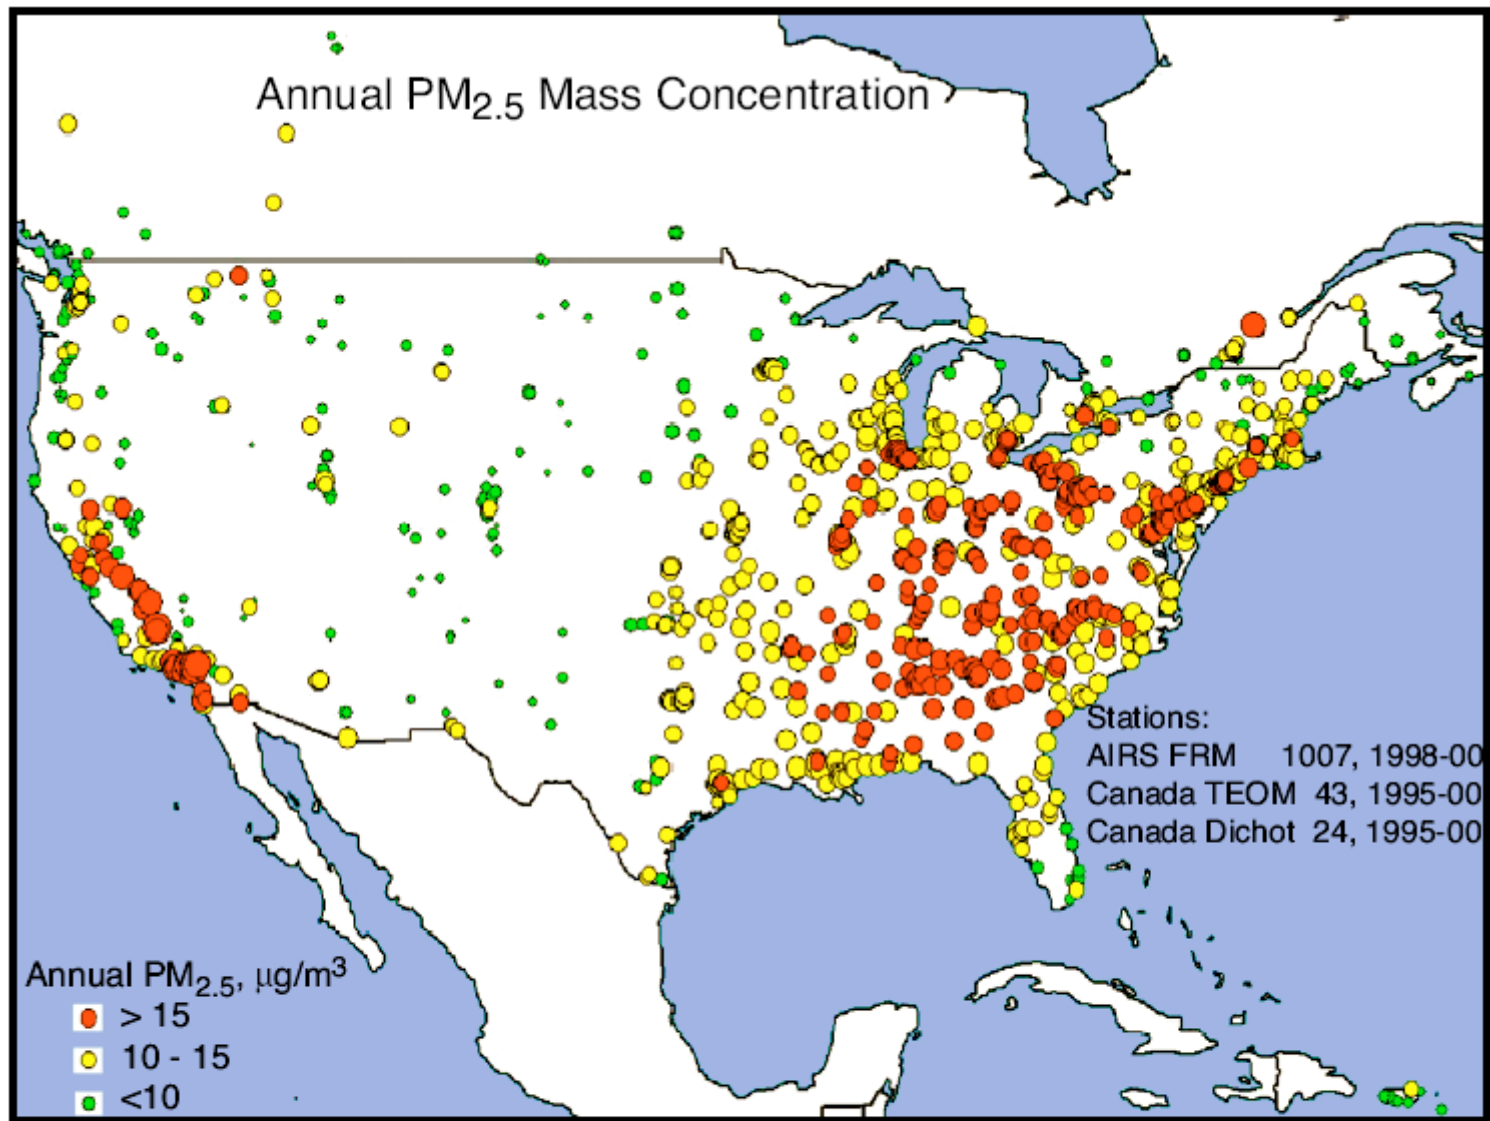 Annual PM2.5 Mass Concentration
Stations:
AIRS FRM 1007, 1998-00
Canada TEOM 43, 1995-00
Canada Dichot 24, 1995-00
Annual PM2.5, µg/m3
> 15
10 - 15
<10